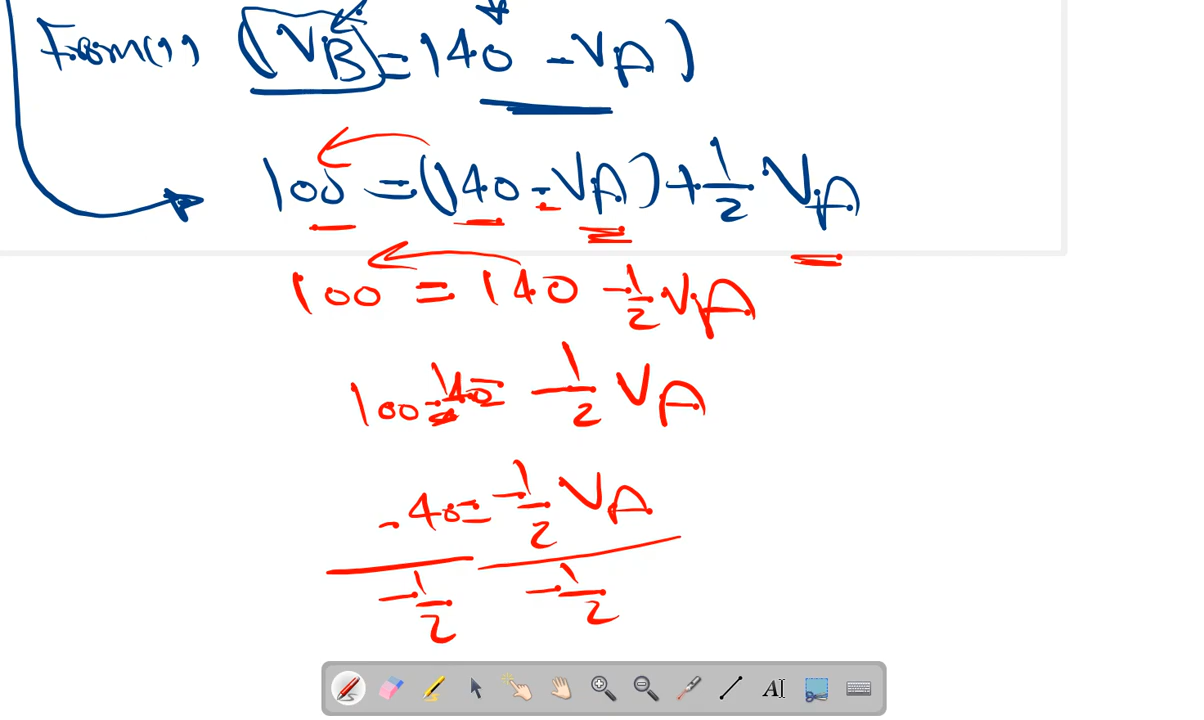 From(1) (VB = 140 - VA)
100 = (140 - VA) + 1/2 VA
100 = 140 - 1/2 VA
100 - 140 = - 1/2 VA
- 40 = - 1/2 VA
- 1/2 - 1/2
AI